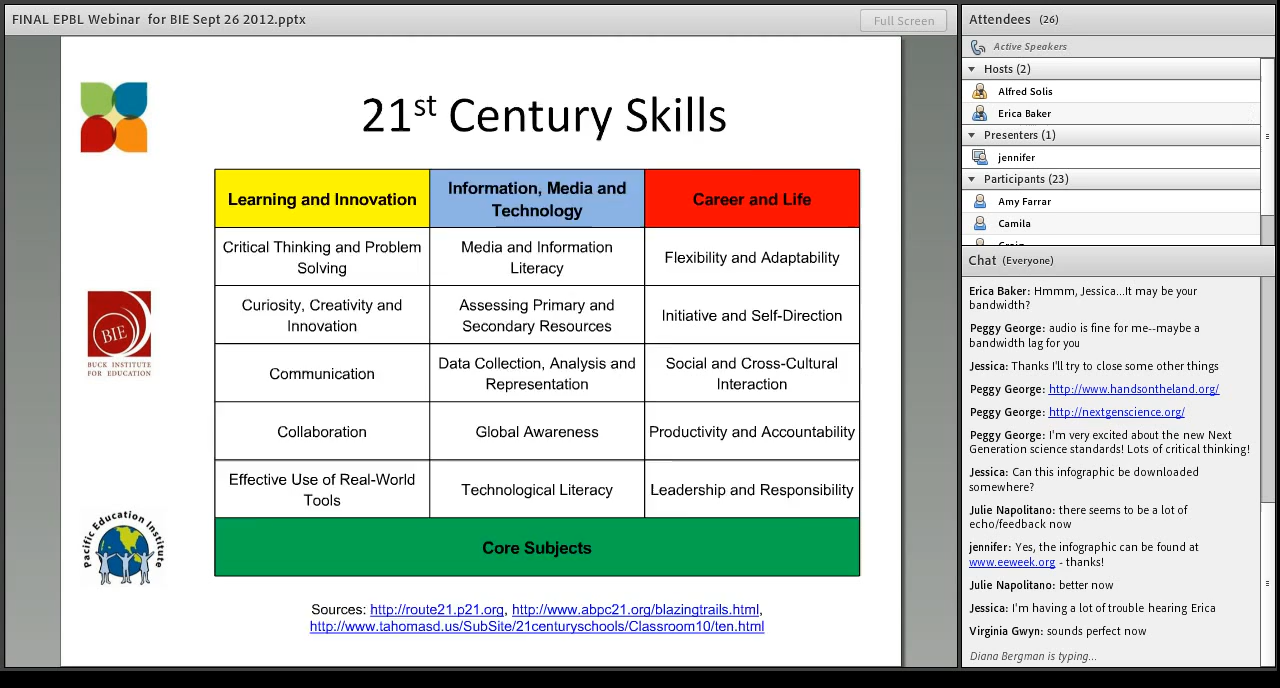 FINAL EPBL Webinar  for BIE Sept 26 2012.pptx
Full Screen
21st Century Skills
Learning and Innovation
Information, Media and
Technology
Career and Life
Critical Thinking and Problem
Solving
Media and Information
Literacy
Flexibility and Adaptability
Curiosity, Creativity and
Innovation
Assessing Primary and
Secondary Resources
Initiative and Self-Direction
Communication
Data Collection, Analysis and
Representation
Social and Cross-Cultural
Interaction
Collaboration
Global Awareness
Productivity and Accountability
Effective Use of Real-World
Tools
Technological Literacy
Leadership and Responsibility
Core Subjects
BIE
BUCK INSTITUTE
FOR EDUCATION
Pacific Education Institute
Sources: http://route21.p21.org, http://www.abpc21.org/blazingtrails.html,
http://www.tahomasd.us/SubSite/21centuryschools/Classroom10/ten.html
Attendees (26)
Active Speakers
Hosts (2)
Alfred Solis
Erica Baker
Presenters (1)
jennifer
Participants (23)
Amy Farrar
Camila
Chat (Everyone)
Erica Baker: Hmmm, Jessica...It may be your
bandwidth?
Peggy George: audio is fine for me--maybe a
bandwidth lag for you
Jessica: Thanks I'll try to close some other things
Peggy George: http://www.handsontheland.org/
Peggy George: http://nextgenscience.org/
Peggy George: I'm very excited about the new Next
Generation science standards! Lots of critical thinking!
Jessica: Can this infographic be downloaded
somewhere?
Julie Napolitano: there seems to be a lot of
echo/feedback now
jennifer: Yes, the infographic can be found at
www.eeweek.org - thanks!
Julie Napolitano: better now
Jessica: I'm having a lot of trouble hearing Erica
Virginia Gwyn: sounds perfect now
Diana Bergman is typing...